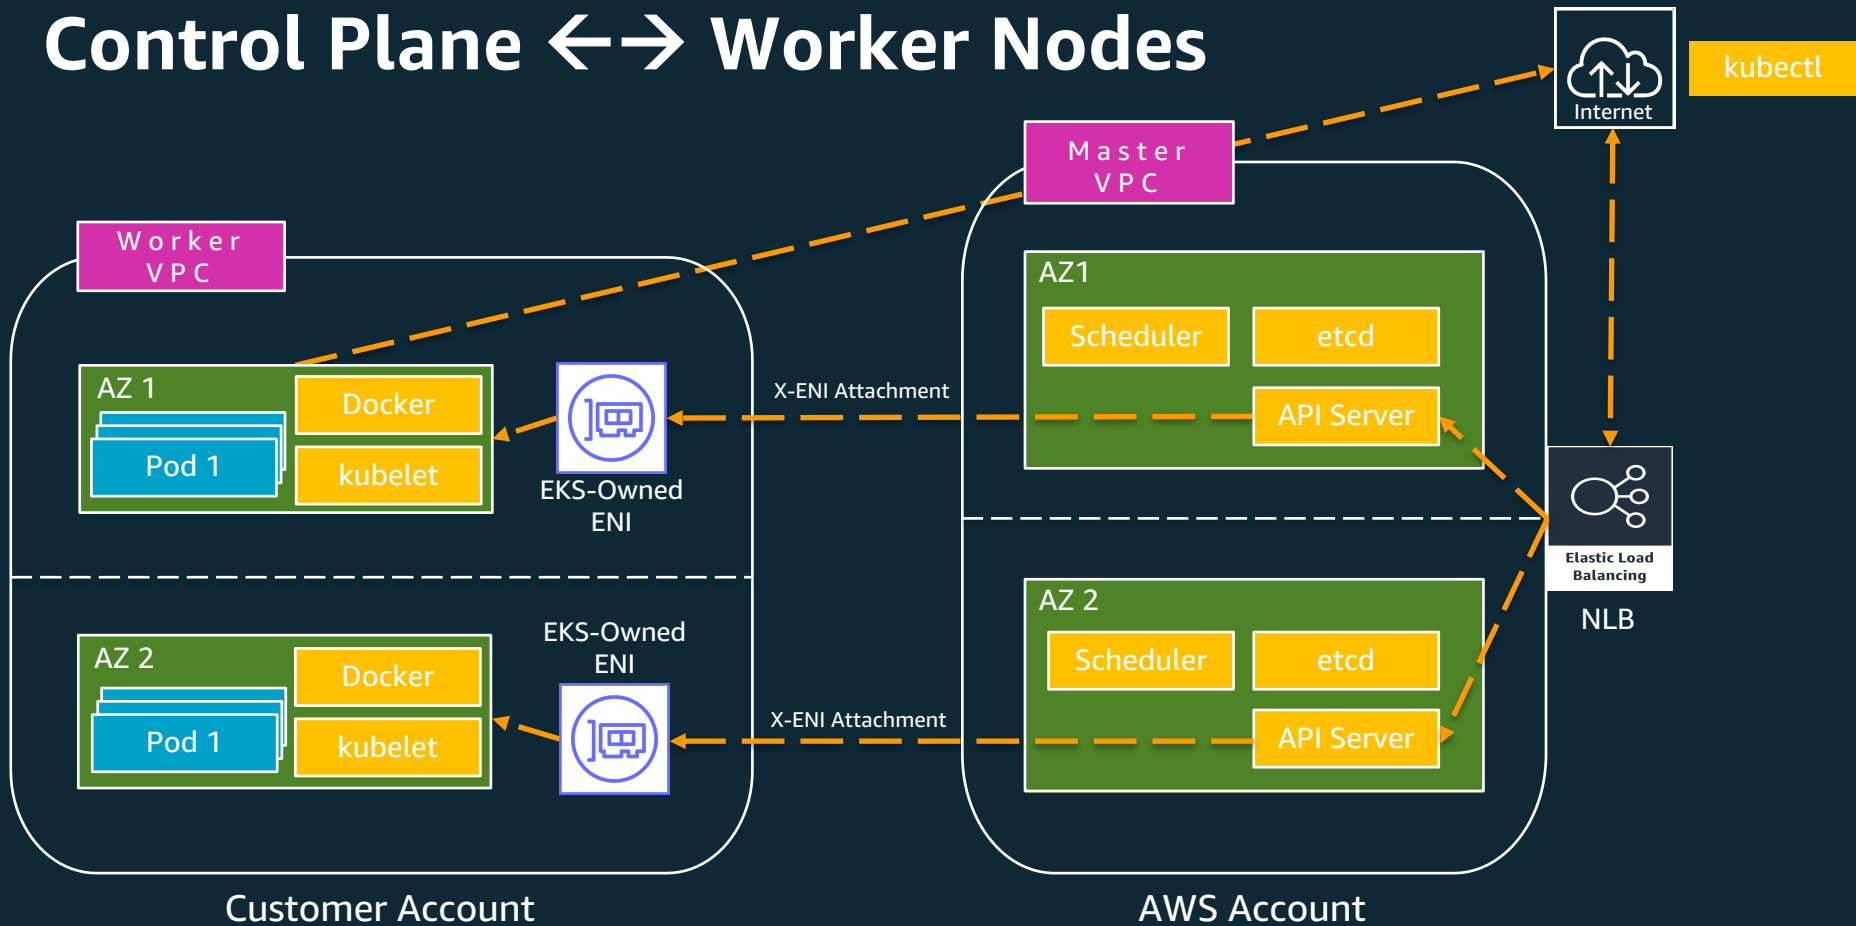 Control Plane ←→ Worker Nodes
Internet
kubectl
Master
VPC
Worker
VPC
AZ 1
Docker
Pod 1
kubelet
EKS-Owned
ENI
X-ENI Attachment
AZ1
Scheduler
etcd
API Server
Elastic Load
Balancing
NLB
AZ 2
Docker
Pod 1
kubelet
EKS-Owned
ENI
X-ENI Attachment
AZ 2
Scheduler
etcd
API Server
Customer Account
AWS Account